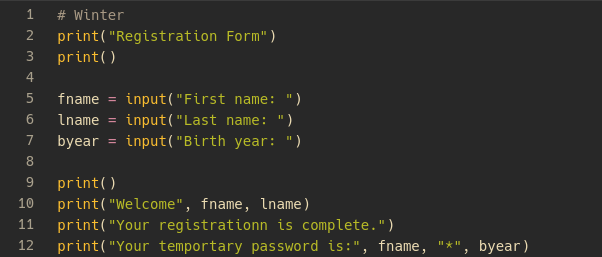 1 # Winter
2 print("Registration Form")
3 print()
4
5 fname = input("First name: ")
6 lname = input("Last name: ")
7 byear = input("Birth year: ")
8
9 print()
10 print("Welcome", fname, lname)
11 print("Your registrationn is complete.")
12 print("Your temportary password is:", fname, "*", byear)